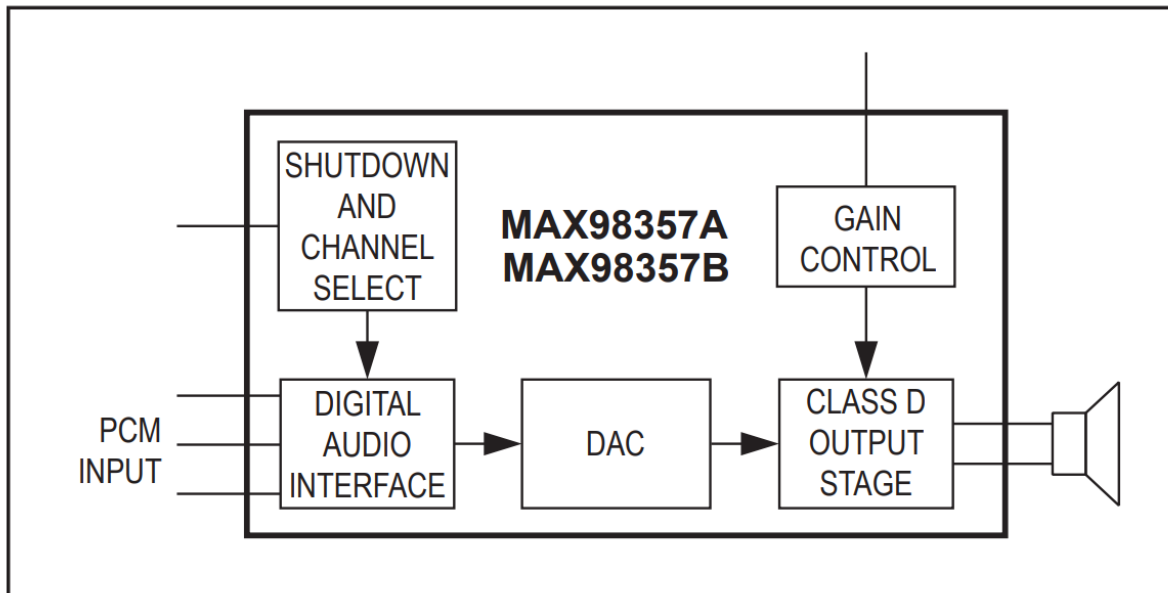 SHUTDOWN
AND
CHANNEL
SELECT
MAX98357A
MAX98357B
GAIN
CONTROL
PCM
INPUT
DIGITAL
AUDIO
INTERFACE
DAC
CLASS D
OUTPUT
STAGE